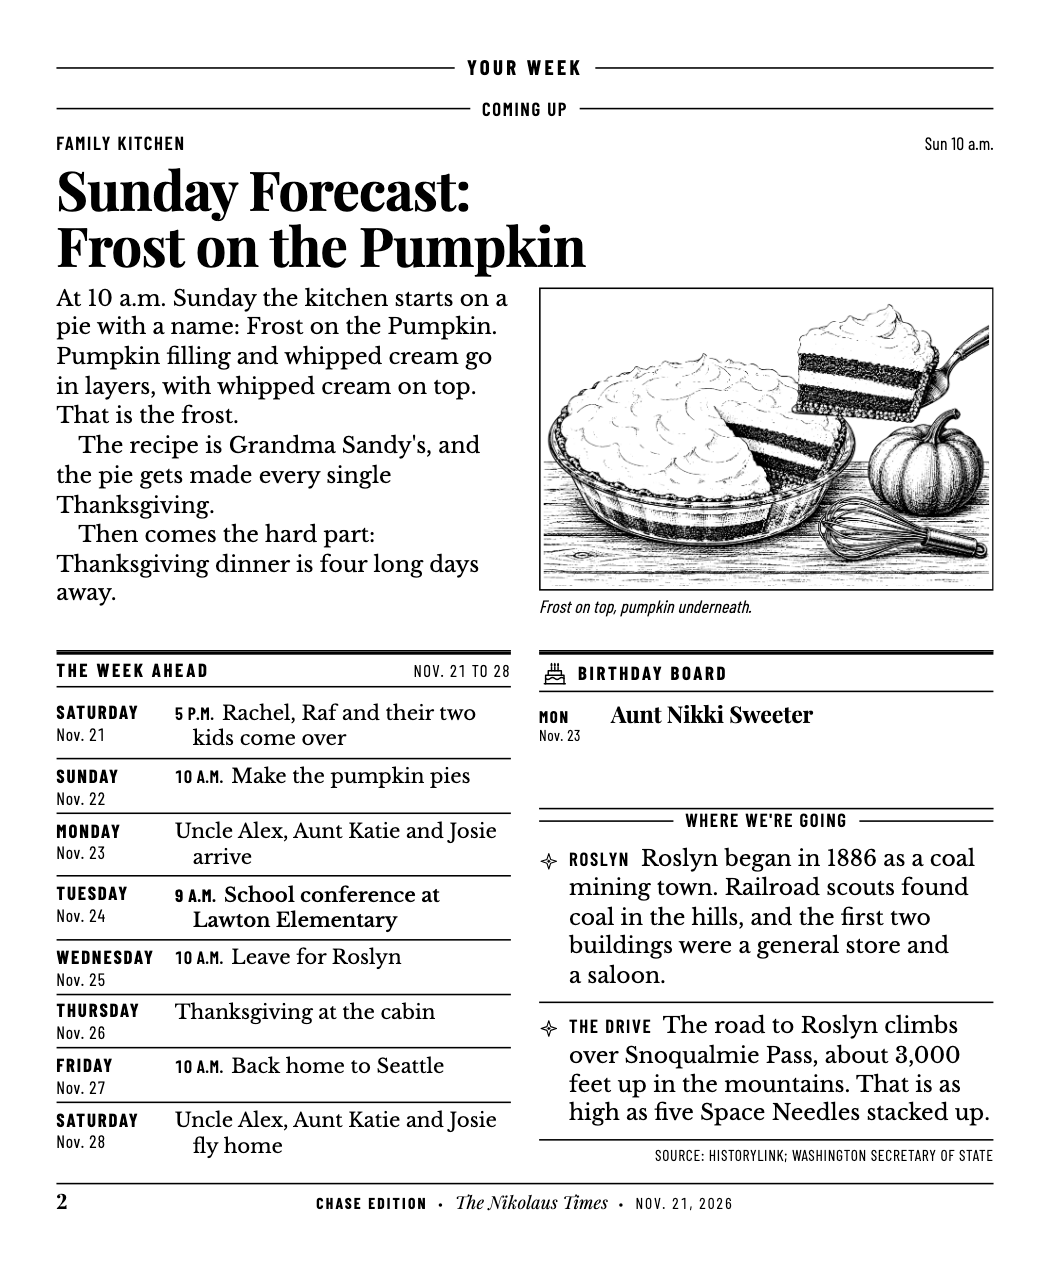 YOUR WEEK
COMING UP
FAMILY KITCHEN
Sun 10 a.m.
Sunday Forecast:
Frost on the Pumpkin
At 10 a.m. Sunday the kitchen starts on a
pie with a name: Frost on the Pumpkin.
Pumpkin filling and whipped cream go
in layers, with whipped cream on top.
That is the frost.
The recipe is Grandma Sandy's, and
the pie gets made every single
Thanksgiving.
Then comes the hard part:
Thanksgiving dinner is four long days
away.
Frost on top, pumpkin underneath.
THE WEEK AHEAD
NOV. 21 TO 28
SATURDAY
Nov. 21
5 P.M. Rachel, Raf and their two
kids come over
SUNDAY
Nov. 22
10 A.M. Make the pumpkin pies
MONDAY
Nov. 23
Uncle Alex, Aunt Katie and Josie
arrive
TUESDAY
Nov. 24
9 A.M. School conference at
Lawton Elementary
WEDNESDAY
Nov. 25
10 A.M. Leave for Roslyn
THURSDAY
Nov. 26
Thanksgiving at the cabin
FRIDAY
Nov. 27
10 A.M. Back home to Seattle
SATURDAY
Nov. 28
Uncle Alex, Aunt Katie and Josie
fly home
BIRTHDAY BOARD
MON
Nov. 23
Aunt Nikki Sweeter
WHERE WE'RE GOING
ROSLYN Roslyn began in 1886 as a coal
mining town. Railroad scouts found
coal in the hills, and the first two
buildings were a general store and
a saloon.
THE DRIVE The road to Roslyn climbs
over Snoqualmie Pass, about 3,000
feet up in the mountains. That is as
high as five Space Needles stacked up.
SOURCE: HISTORYLINK; WASHINGTON SECRETARY OF STATE
2
CHASE EDITION • The Nikolaus Times • NOV. 21, 2026